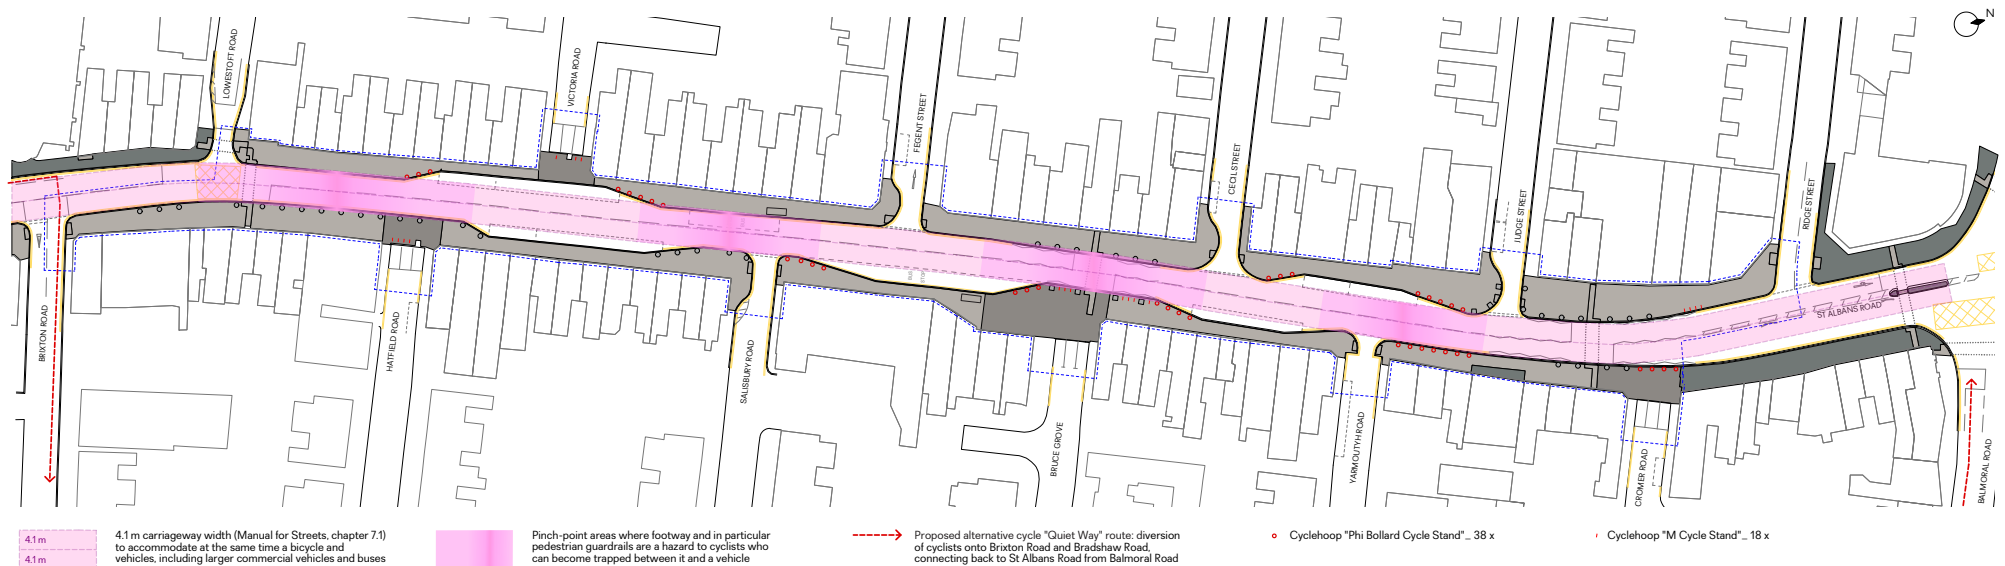 N
LOWESTOFT ROAD
VICTORIA ROAD
FEGENT STREET
CECIL STREET
JUDGE STREET
RIDGE STREET
ST ALBANS ROAD
BRIXTON ROAD
HATFIELD ROAD
SALISBURY ROAD
BRUCE GROVE
YARMOUTYH ROAD
CROMER ROAD
BALMORAL ROAD
4.1 m
4.1 m
4.1 m carriageway width (Manual for Streets, chapter 7.1)
to accommodate at the same time a bicycle and
vehicles, including larger commercial vehicles and buses
Pinch-point areas where footway and in particular
pedestrian guardrails are a hazard to cyclists who
can become trapped between it and a vehicle
Proposed alternative cycle "Quiet Way" route: diversion
of cyclists onto Brixton Road and Bradshaw Road,
connecting back to St Albans Road from Balmoral Road
Cyclehoop "Phi Bollard Cycle Stand"_ 38 x
Cyclehoop "M Cycle Stand"_ 18 x